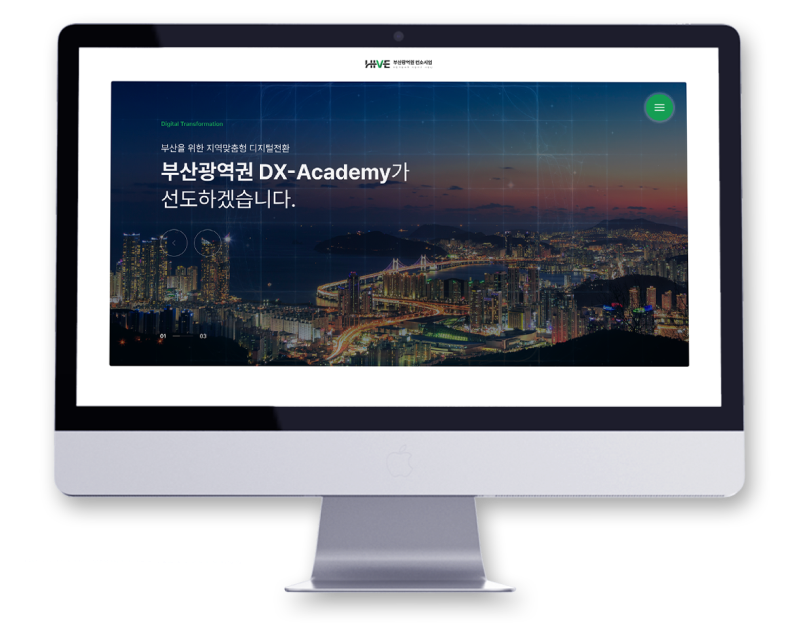 HIVE 부산광역권 컨소시엄
Digital Transformation
부산을 위한 지역맞춤형 디지털전환
부산광역권 DX-Academy가
선도하겠습니다.
01
03